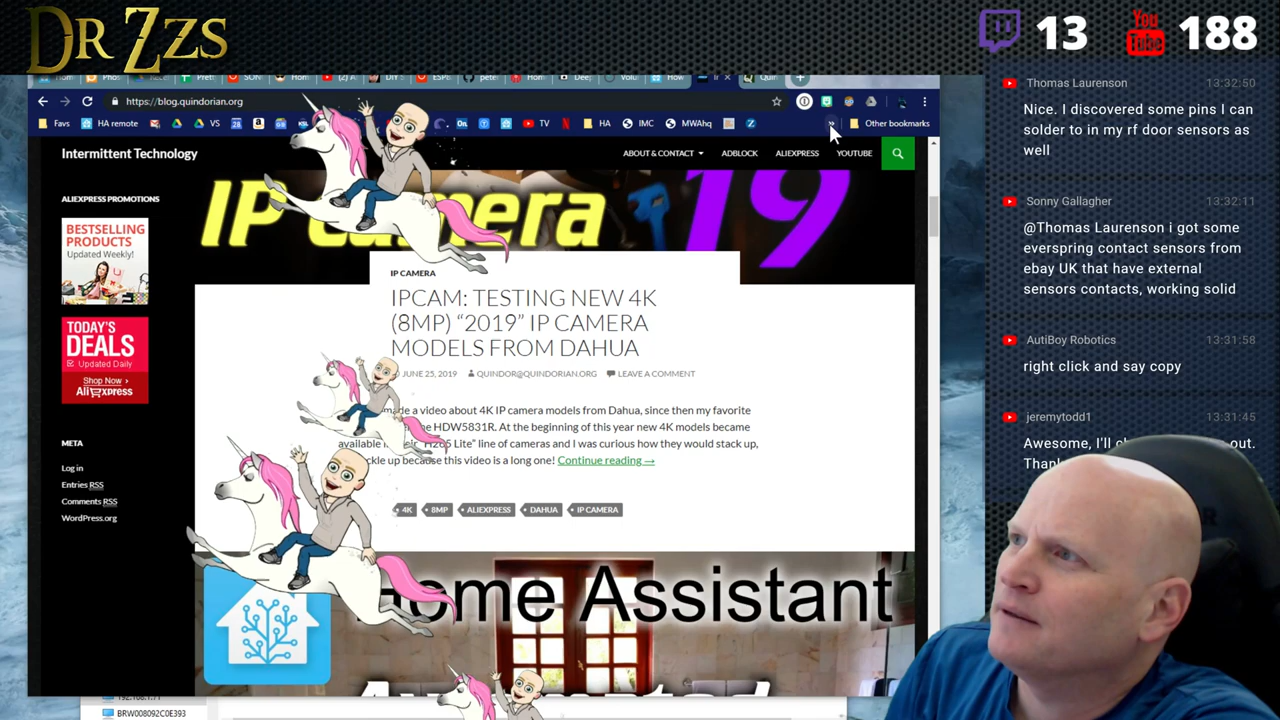 DR ZZS
13
You Tube 188
https://blog.quindorian.org
Favs HA remote VS TV HA IMC MWAhq Other bookmarks
Intermittent Technology
ABOUT & CONTACT ADBLOCK ALIEXPRESS YOUTUBE
ALIEXPRESS PROMOTIONS
BESTSELLING
PRODUCTS
Updated Weekly!
TODAY'S
DEALS
Updated Daily
Shop Now ›
AliExpress
META
Log in
Entries RSS
Comments RSS
WordPress.org
IP Camera 19
IP CAMERA
IPCAM: TESTING NEW 4K
(8MP) “2019” IP CAMERA
MODELS FROM DAHUA
JUNE 25, 2019 QUINDOR@QUINDORIAN.ORG LEAVE A COMMENT
made a video about 4K IP camera models from Dahua, since then my favorite
HDW5831R. At the beginning of this year new 4K models became
available Lite” line of cameras and I was curious how they would stack up,
up because this video is a long one! Continue reading →
4K 8MP ALIEXPRESS DAHUA IP CAMERA
Home Assistant
BRW008092C0E393
Thomas Laurenson 13:32:50
Nice. I discovered some pins I can
solder to in my rf door sensors as
well
Sonny Gallagher 13:32:11
@Thomas Laurenson i got some
everspring contact sensors from
ebay UK that have external
sensors contacts, working solid
AutiBoy Robotics 13:31:58
right click and say copy
jeremytodd1 13:31:45
Awesome, I'll out.